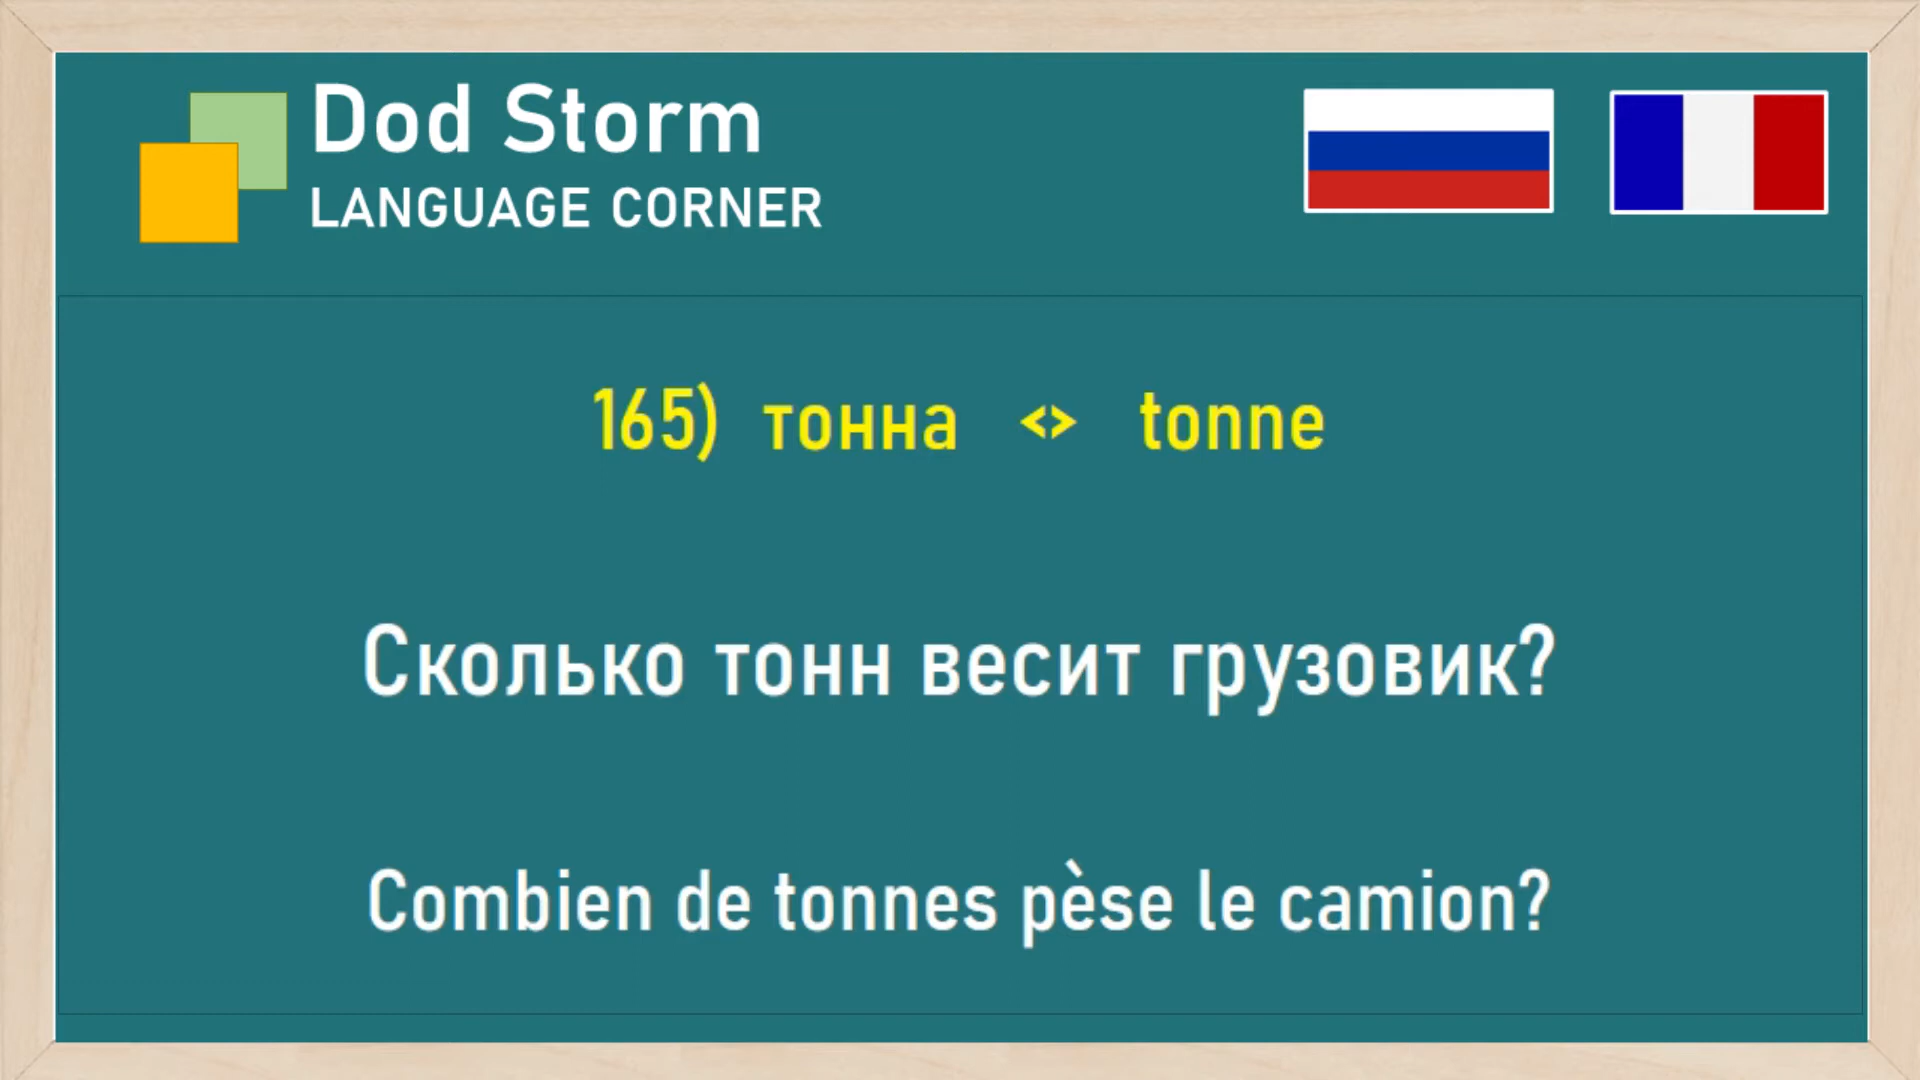 Dod Storm
LANGUAGE CORNER
165) тонна <> tonne
Сколько тонн весит грузовик?
Combien de tonnes pèse le camion?